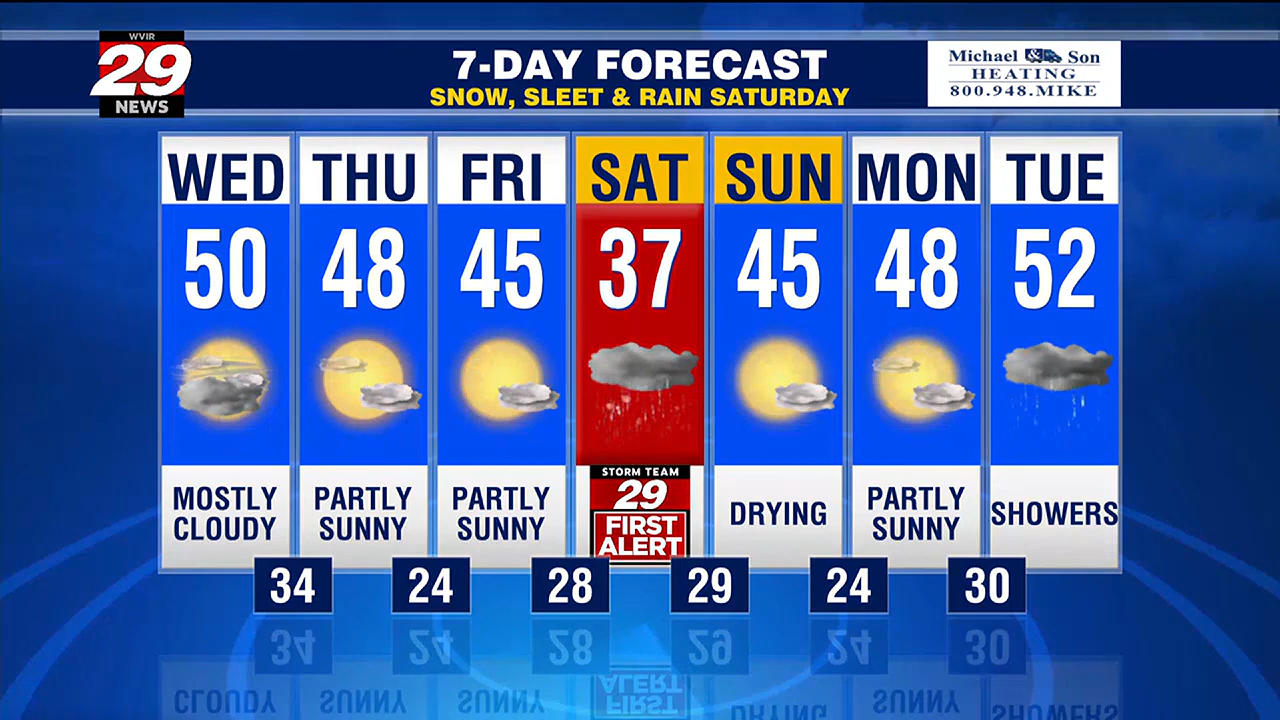 WVIR
29
NEWS
7-DAY FORECAST
SNOW, SLEET & RAIN SATURDAY
Michael Son
HEATING
800.948.MIKE
WED THU FRI SAT SUN MON TUE
50 48 45 37 45 48 52
MOSTLY
CLOUDY
PARTLY
SUNNY
PARTLY
SUNNY
STORM TEAM
29
FIRST
ALERT
DRYING
PARTLY
SUNNY
SHOWERS
34 24 28 29 24 30